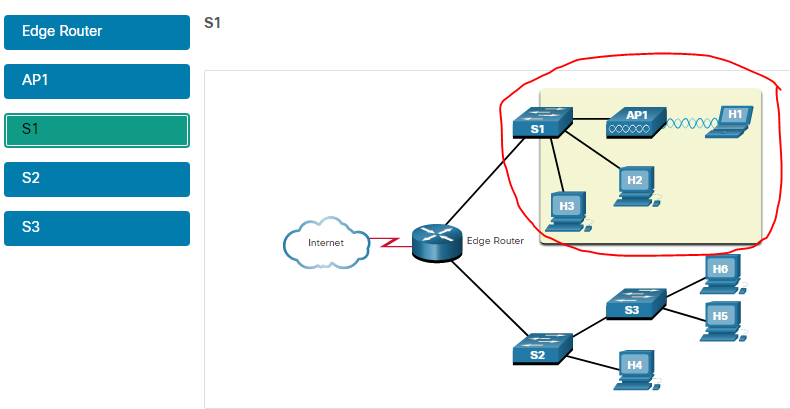 Edge Router
AP1
S1
S2
S3
S1
S1
AP1
H1
H2
H3
Internet
Edge Router
H6
S3
H5
S2
H4